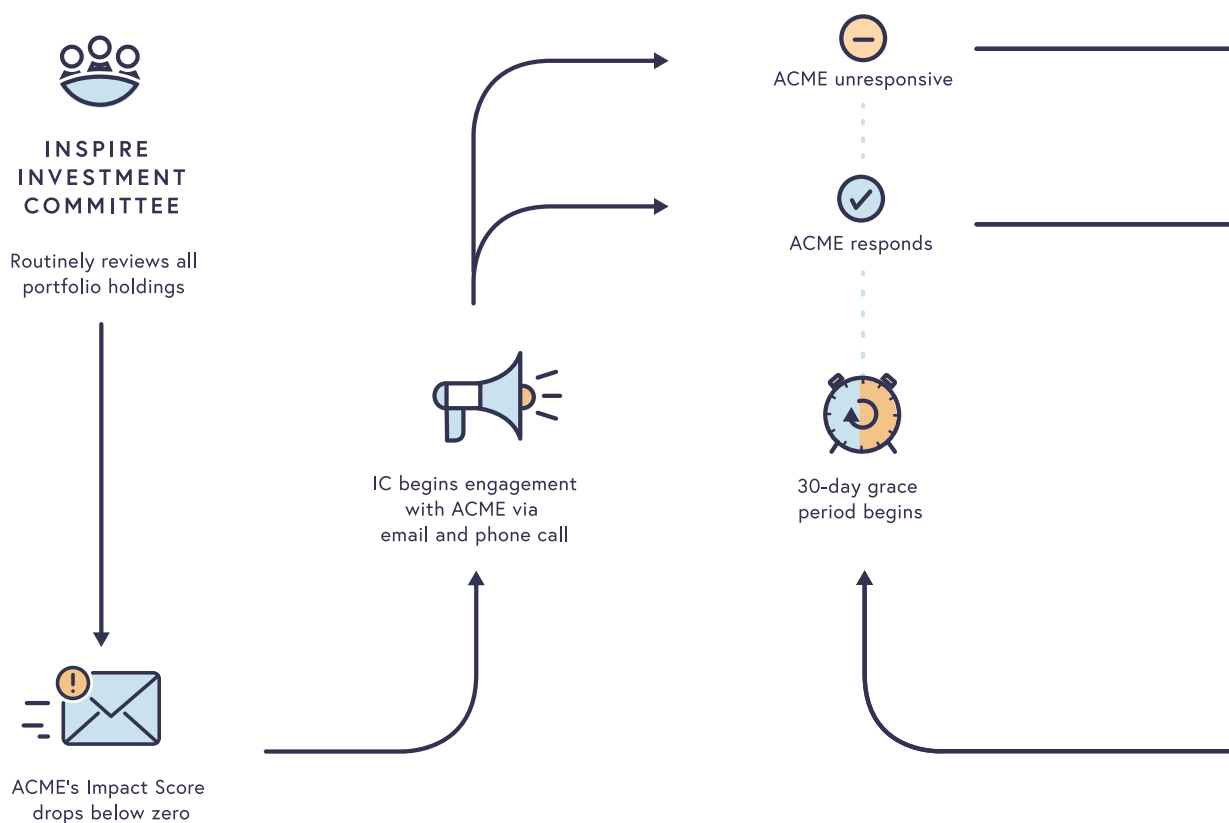 INSPIRE
INVESTMENT
COMMITTEE
Routinely reviews all
portfolio holdings
ACME's Impact Score
drops below zero
IC begins engagement
with ACME via
email and phone call
ACME unresponsive
ACME responds
30-day grace
period begins